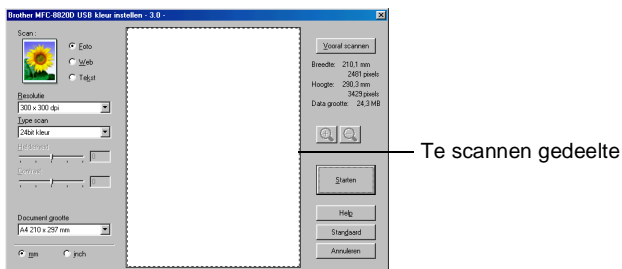 Brother MFC-8820D USB kleur instellen - 3.0 -
Scan :
Foto
Web
Tekst
Resolutie
300 x 300 dpi
Type scan
24bit kleur
Helderheid
0
Contrast
0
Document grootte
A4 210 x 297 mm
mm
inch
Vooraf scannen
Breedte: 210,1 mm
2481 pixels
Hoogte: 290,3 mm
3429 pixels
Data grootte: 24,3 MB
Starten
Help
Standaard
Annuleren
Te scannen gedeelte